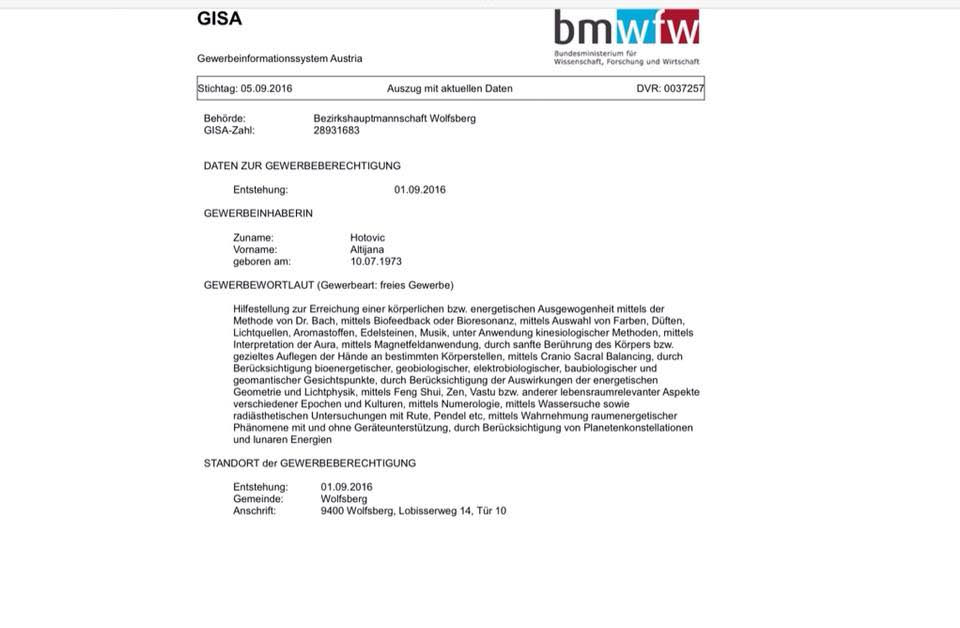 GISA
bmwfw
Bundesministerium für
Wissenschaft, Forschung und Wirtschaft
Gewerbeinformationssystem Austria
Stichtag: 05.09.2016 Auszug mit aktuellen Daten DVR: 0037257
Behörde: Bezirkshauptmannschaft Wolfsberg
GISA-Zahl: 28931683
DATEN ZUR GEWERBEBERECHTIGUNG
Entstehung: 01.09.2016
GEWERBEINHABERIN
Zuname: Hotovic
Vorname: Altijana
geboren am: 10.07.1973
GEWERBEWORTLAUT (Gewerbeart: freies Gewerbe)
Hilfestellung zur Erreichung einer körperlichen bzw. energetischen Ausgewogenheit mittels der
Methode von Dr. Bach, mittels Biofeedback oder Bioresonanz, mittels Auswahl von Farben, Düften,
Lichtquellen, Aromastoffen, Edelsteinen, Musik, unter Anwendung kinesiologischer Methoden, mittels
Interpretation der Aura, mittels Magnetfeldanwendung, durch sanfte Berührung des Körpers bzw.
gezieltes Auflegen der Hände an bestimmten Körperstellen, mittels Cranio Sacral Balancing, durch
Berücksichtigung bioenergetischer, geobiologischer, elektrobiologischer, baubiologischer und
geomantischer Gesichtspunkte, durch Berücksichtigung der Auswirkungen der energetischen
Geometrie und Lichtphysik, mittels Feng Shui, Zen, Vastu bzw. anderer lebensraumrelevanter Aspekte
verschiedener Epochen und Kulturen, mittels Numerologie, mittels Wassersuche sowie
radiästhetischen Untersuchungen mit Rute, Pendel etc, mittels Wahrnehmung raumenergetischer
Phänomene mit und ohne Geräteunterstützung, durch Berücksichtigung von Planetenkonstellationen
und lunaren Energien
STANDORT der GEWERBEBERECHTIGUNG
Entstehung: 01.09.2016
Gemeinde: Wolfsberg
Anschrift: 9400 Wolfsberg, Lobisserweg 14, Tür 10